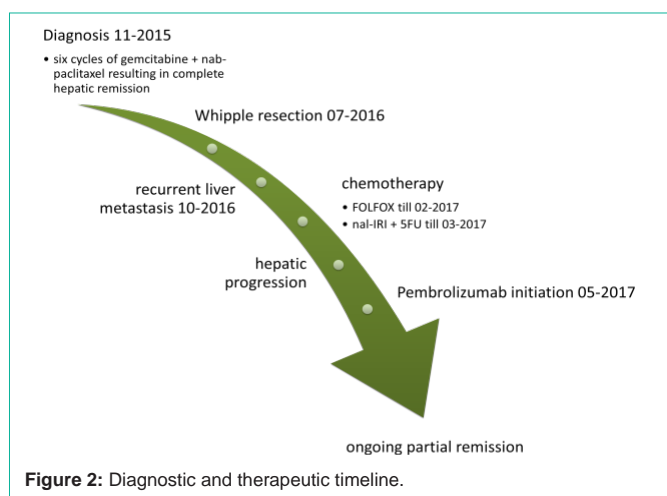 Diagnosis 11-2015
• six cycles of gemcitabine + nab-
paclitaxel resulting in complete
hepatic remission
Whipple resection 07-2016
recurrent liver
metastasis 10-2016
chemotherapy
• FOLFOX till 02-2017
• nal-IRI + 5FU till 03-2017
hepatic
progression
Pembrolizumab initiation 05-2017
ongoing partial remission
Figure 2: Diagnostic and therapeutic timeline.